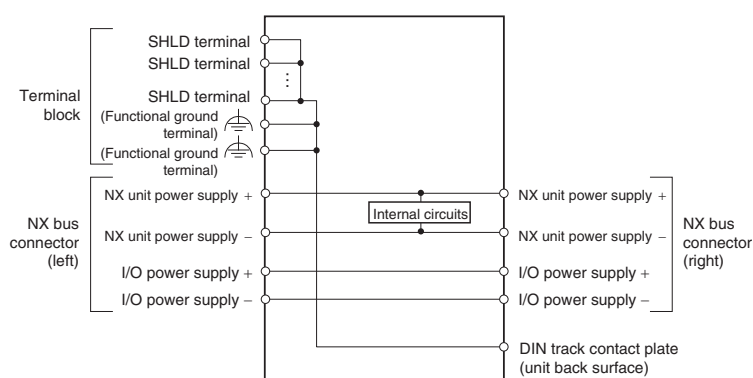 SHLD terminal
SHLD terminal
⋮
SHLD terminal
Terminal
block
(Functional ground
terminal)
(Functional ground
terminal)
NX bus
connector
(left)
NX unit power supply +
NX unit power supply −
I/O power supply +
I/O power supply −
Internal circuits
NX unit power supply +
NX unit power supply −
I/O power supply +
I/O power supply −
NX bus
connector
(right)
DIN track contact plate
(unit back surface)